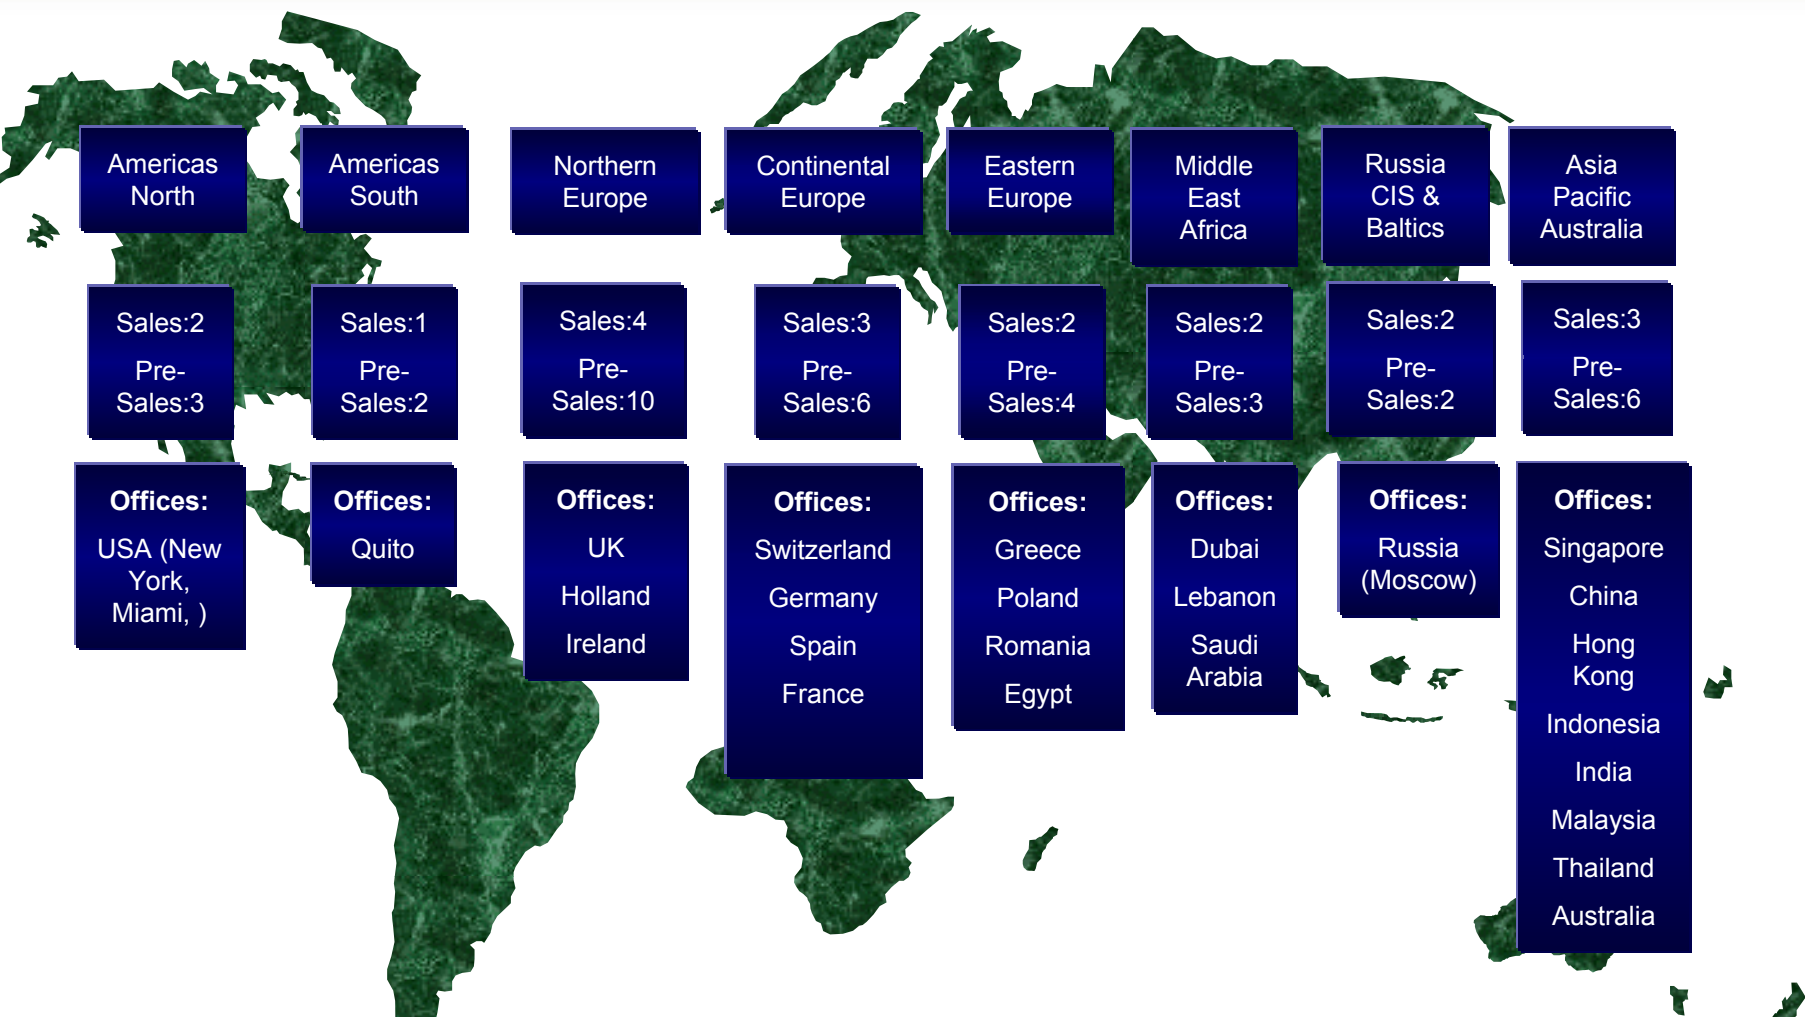 Americas
North
Americas
South
Northern
Europe
Continental
Europe
Eastern
Europe
Middle
East
Africa
Russia
CIS &
Baltics
Asia
Pacific
Australia
Sales:2
Pre-
Sales:3
Sales:1
Pre-
Sales:2
Sales:4
Pre-
Sales:10
Sales:3
Pre-
Sales:6
Sales:2
Pre-
Sales:4
Sales:2
Pre-
Sales:3
Sales:2
Pre-
Sales:2
Sales:3
Pre-
Sales:6
Offices:
USA (New
York,
Miami, )
Offices:
Quito
Offices:
UK
Holland
Ireland
Offices:
Switzerland
Germany
Spain
France
Offices:
Greece
Poland
Romania
Egypt
Offices:
Dubai
Lebanon
Saudi
Arabia
Offices:
Russia
(Moscow)
Offices:
Singapore
China
Hong
Kong
Indonesia
India
Malaysia
Thailand
Australia